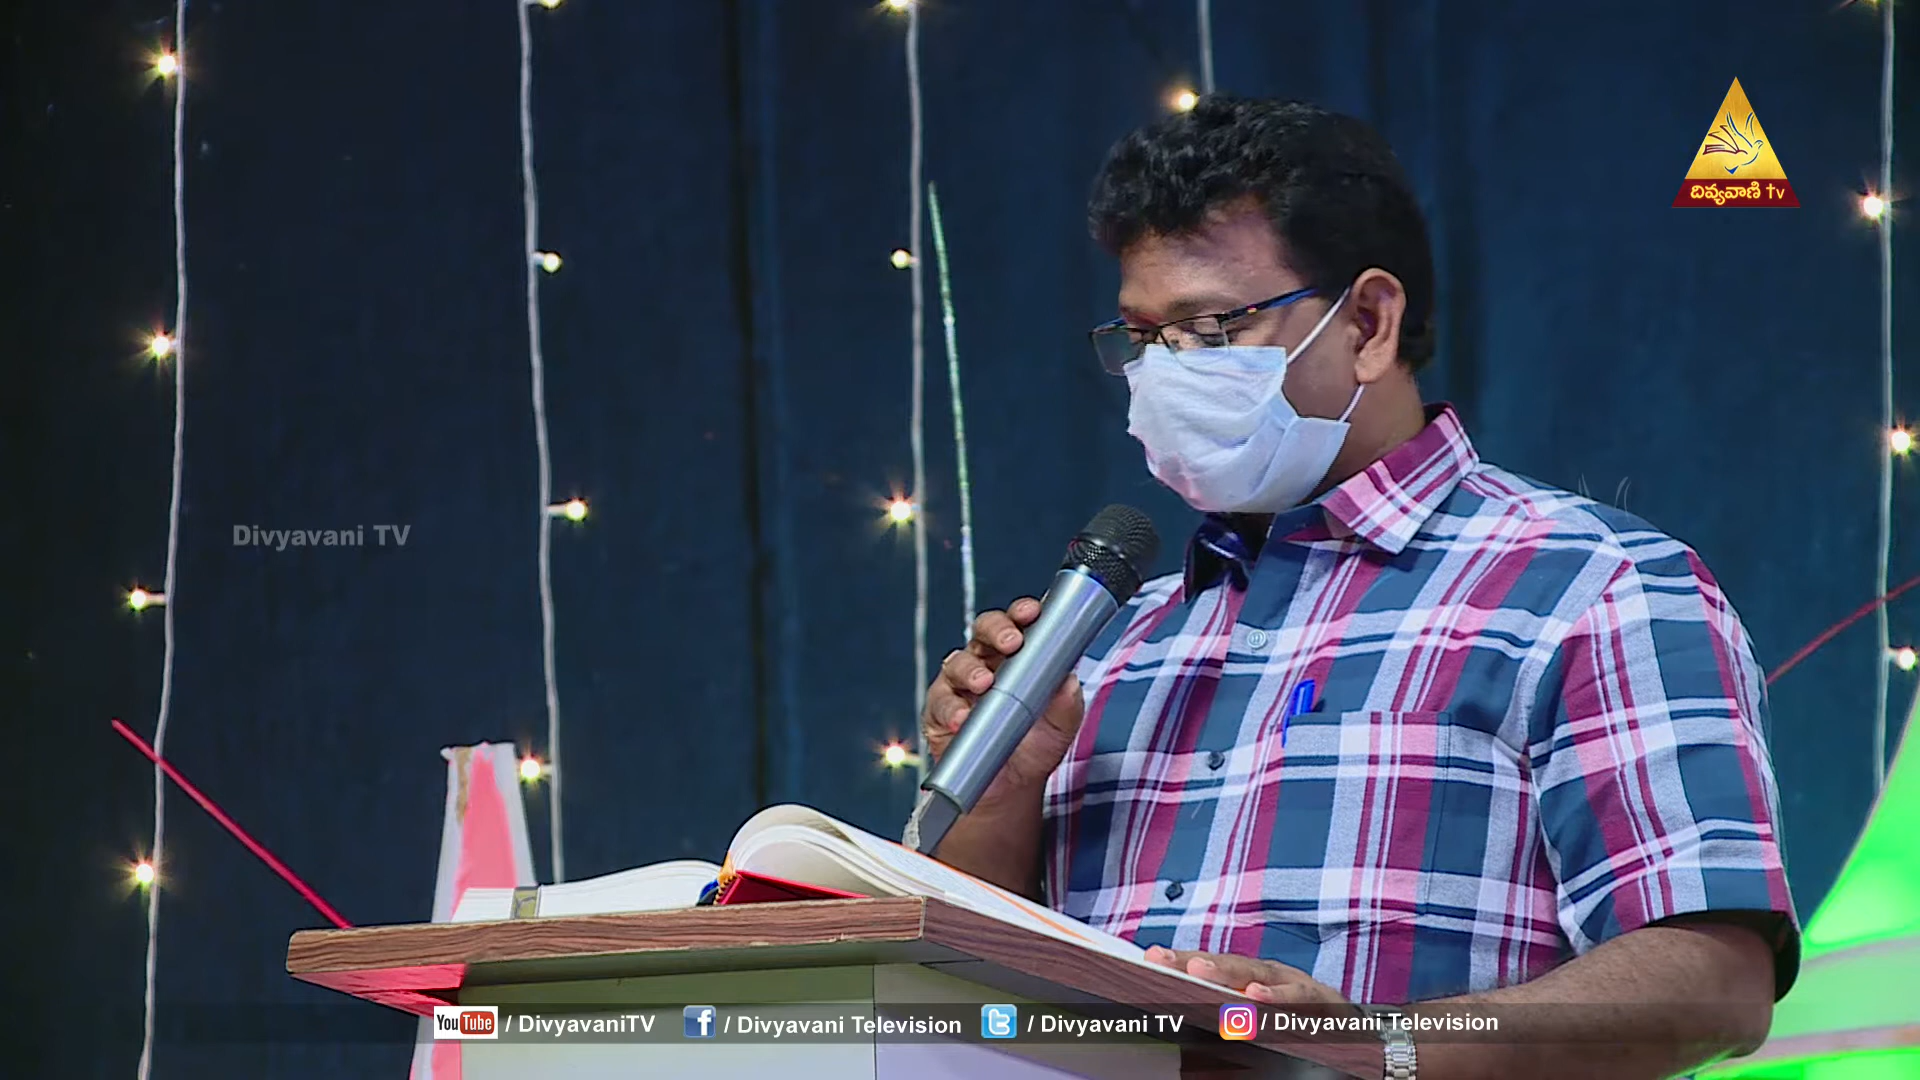 దివ్యవాణి tv
Divyavani TV
You Tube / DivyavaniTV
f / Divyavani Television
/ Divyavani TV
/ Divyavani Television